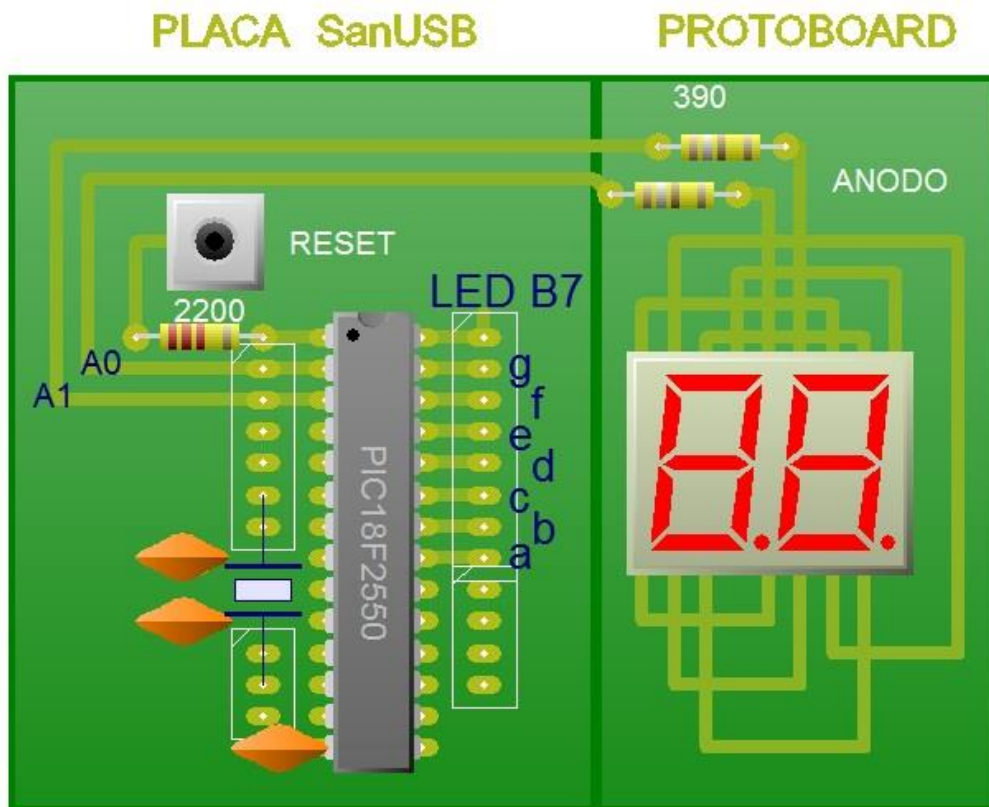 PLACA SanUSB
PROTOBOARD
390
ANODO
RESET
LED B7
2200
A0
A1
g
f
e
d
c
b
a
PIC18F2550